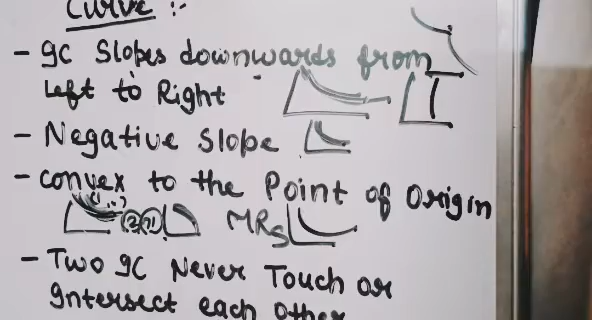 Curve :-
- IC Slopes downwards from
Left to Right
- Negative Slope
- Convex to the Point of Origin
MRS
- Two IC Never Touch or
Intersect each Other